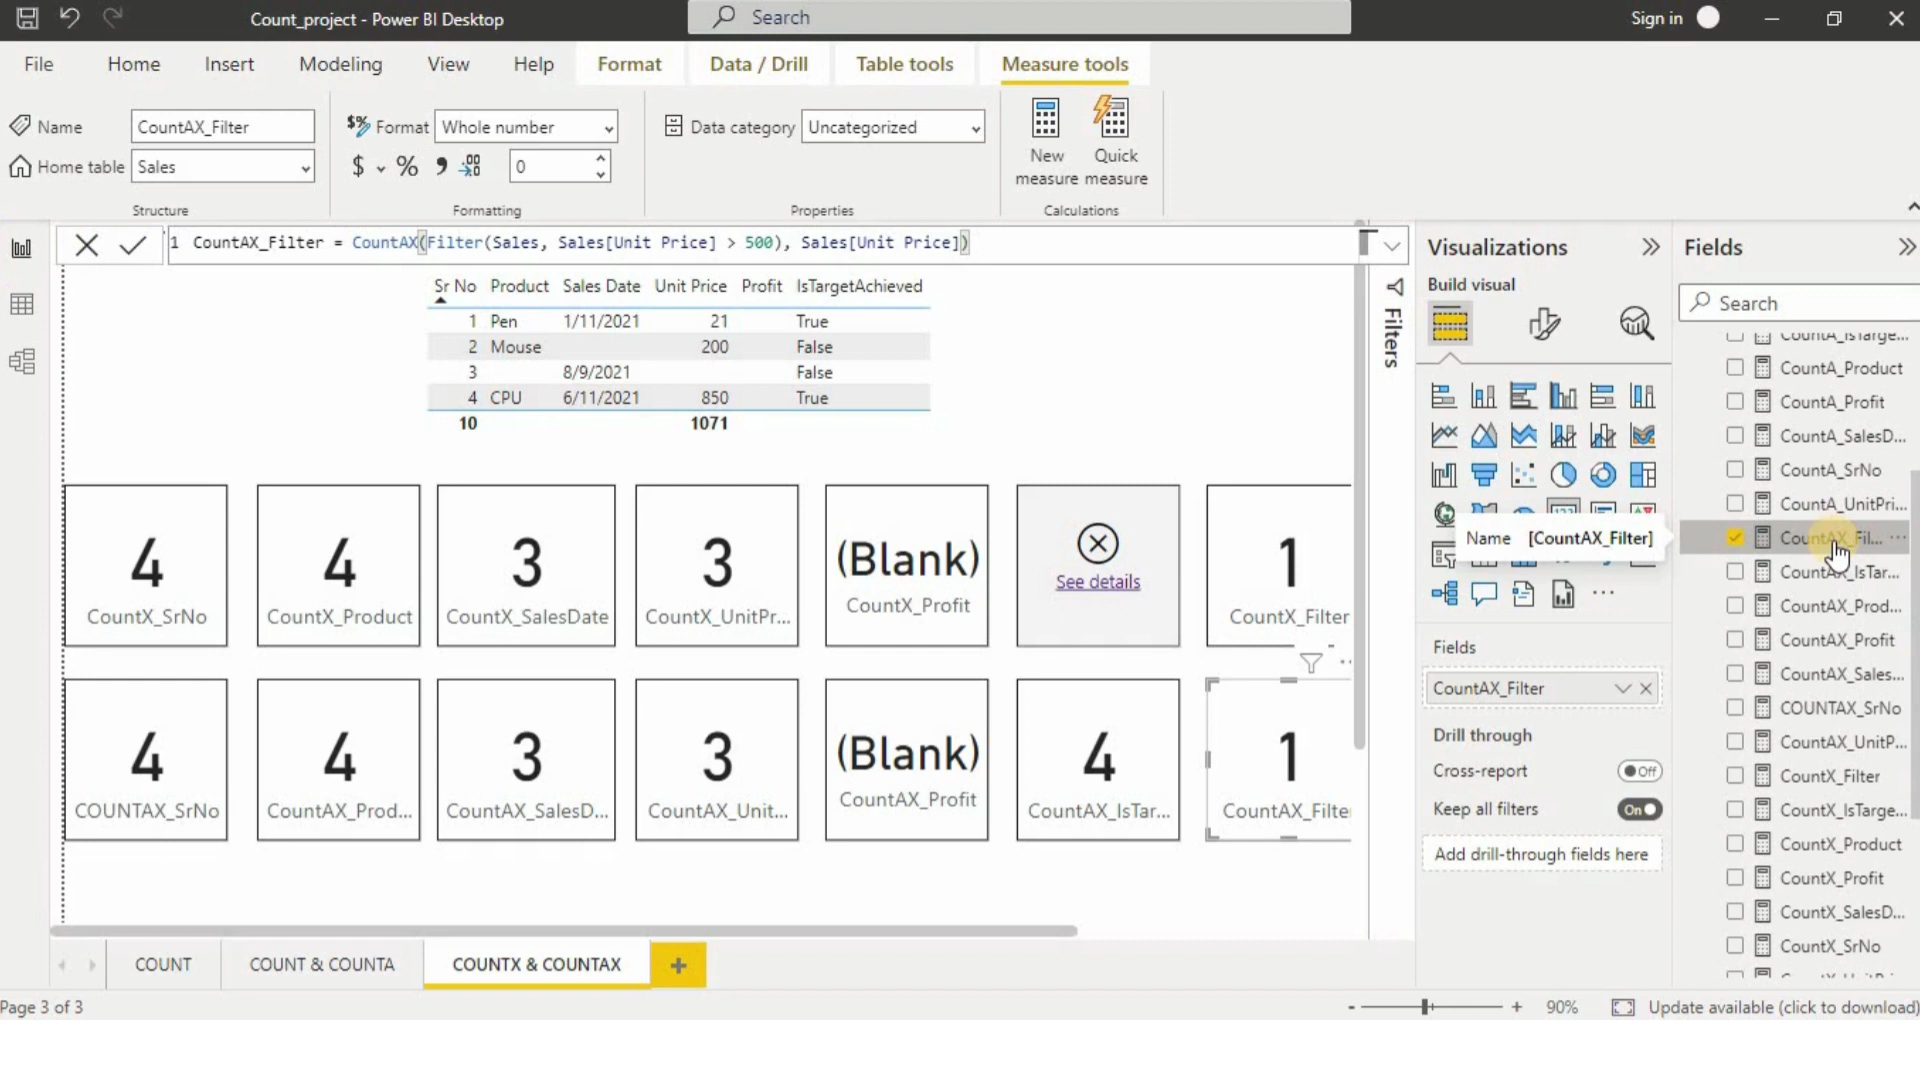 Count_project - Power BI Desktop
Search
Sign in
File
Home
Insert
Modeling
View
Help
Format
Data / Drill
Table tools
Measure tools
Name
CountAX_Filter
Format
Whole number
Data category
Uncategorized
Home table
Sales
$
%
0
New measure
Quick measure
Structure
Formatting
Properties
Calculations
1 CountAX_Filter = CountAX(Filter(Sales, Sales[Unit Price] > 500), Sales[Unit Price])
Sr No Product Sales Date Unit Price Profit IsTargetAchieved
1 Pen 1/11/2021 21 True
2 Mouse 200 False
3 8/9/2021 False
4 CPU 6/11/2021 850 True
10 1071
4
CountX_SrNo
4
CountX_Product
3
CountX_SalesDate
3
CountX_UnitPr...
(Blank)
CountX_Profit
See details
1
CountX_Filter
4
COUNTAX_SrNo
4
CountAX_Prod...
3
CountAX_SalesD...
3
CountAX_Unit...
(Blank)
CountAX_Profit
4
CountAX_IsTar...
1
CountAX_Filte
Filters
Visualizations
Build visual
Name [CountAX_Filter]
Fields
CountAX_Filter
Drill through
Cross-report
Off
Keep all filters
On
Add drill-through fields here
Fields
Search
CountA_IsTarge...
CountA_Product
CountA_Profit
CountA_SalesD...
CountA_SrNo
CountA_UnitPri...
CountAX_Fil...
CountAX_IsTar...
CountAX_Prod...
CountAX_Profit
CountAX_Sales...
COUNTAX_SrNo
CountAX_UnitP...
CountX_Filter
CountX_IsTarge...
CountX_Product
CountX_Profit
CountX_SalesD...
CountX_SrNo
COUNT
COUNT & COUNTA
COUNTX & COUNTAX
+
Page 3 of 3
- + 90%
Update available (click to download)